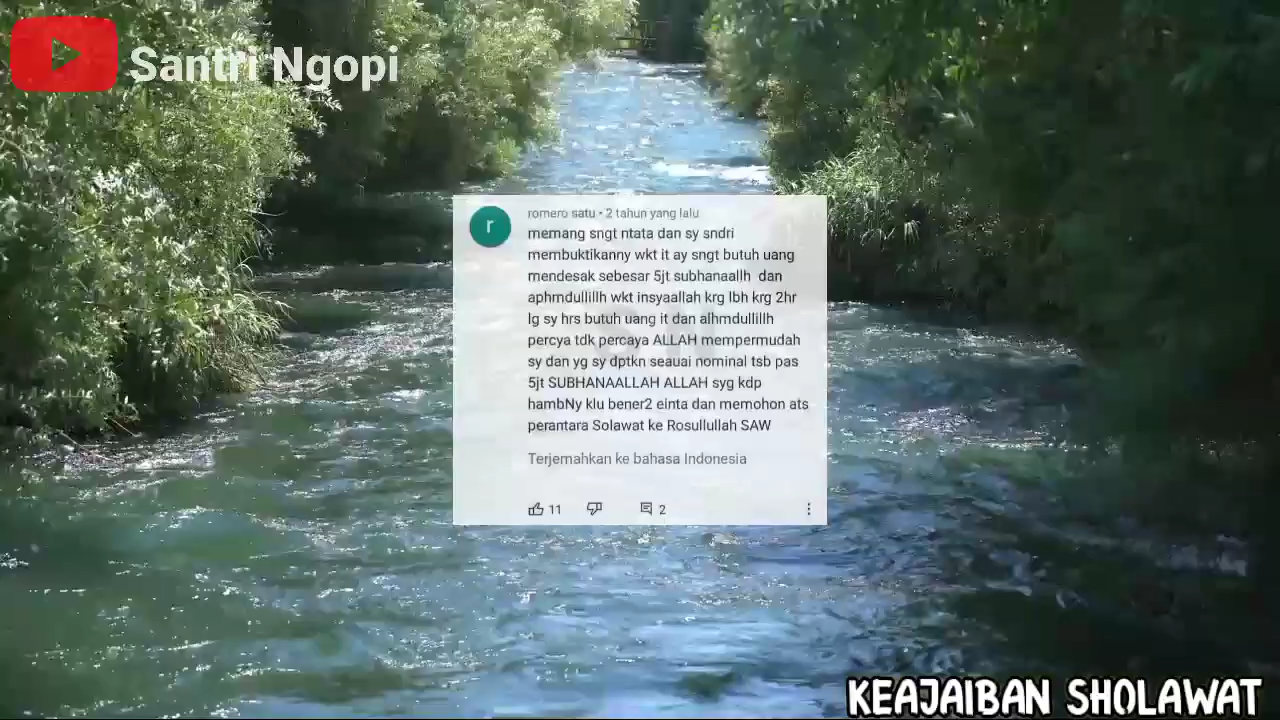 Santri Ngopi
romero satu • 2 tahun yang lalu
memang sngt ntata dan sy sndri
membuktikanny wkt it ay sngt butuh uang
mendesak sebesar 5jt subhanaallh dan
aphmdullillh wkt insyaallah krg lbh krg 2hr
lg sy hrs butuh uang it dan alhmdullillh
percya tdk percaya ALLAH mempermudah
sy dan yg sy dptkn seauai nominal tsb pas
5jt SUBHANAALLAH ALLAH syg kdp
hambNy klu bener2 einta dan memohon ats
perantara Solawat ke Rosullullah SAW
Terjemahkan ke bahasa Indonesia
11 2
KEAJAIBAN SHOLAWAT